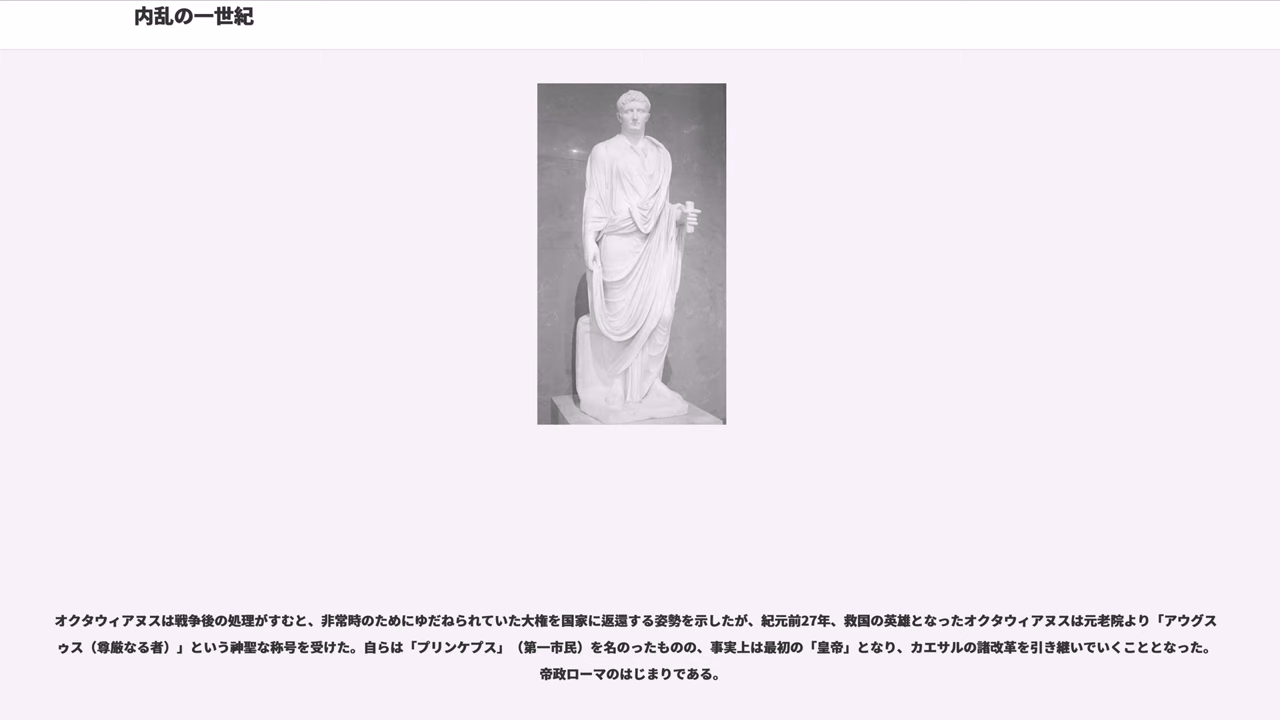 内乱の一世紀
オクタウィアヌスは戦争後の処理がすむと、非常時のためにゆだねられていた大権を国家に返還する姿勢を示したが、紀元前27年、救国の英雄となったオクタウィアヌスは元老院より「アウグス
ゥス（尊厳なる者）」という神聖な称号を受けた。自らは「プリンケプス」（第一市民）を名のったものの、事実上は最初の「皇帝」となり、カエサルの諸改革を引き継いでいくこととなった。
帝政ローマのはじまりである。